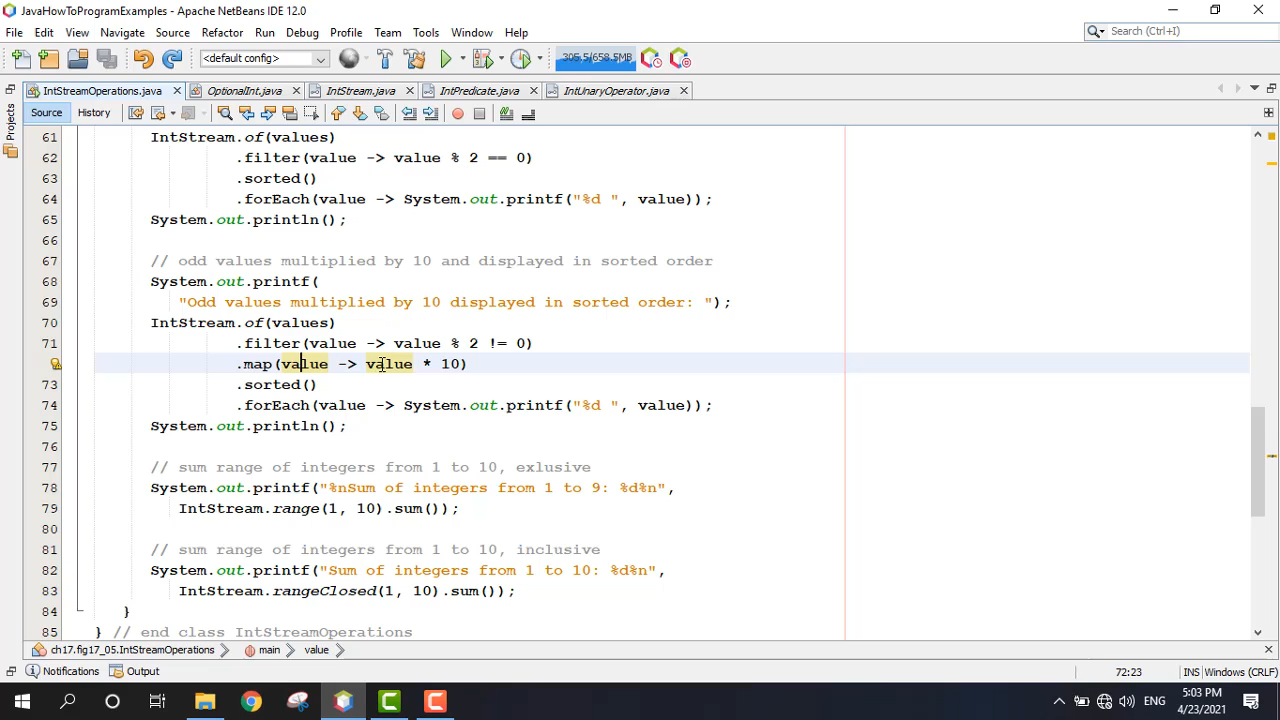 JavaHowToProgramExamples - Apache NetBeans IDE 12.0
File Edit View Navigate Source Refactor Run Debug Profile Team Tools Window Help
Search (Ctrl+I)
<default config>
305.5/658.5MB
IntStreamOperations.java OptionalInt.java IntStream.java IntPredicate.java IntUnaryOperator.java
Source History
Projects
61 IntStream.of(values)
62 .filter(value -> value % 2 == 0)
63 .sorted()
64 .forEach(value -> System.out.printf("%d ", value));
65 System.out.println();
66
67 // odd values multiplied by 10 and displayed in sorted order
68 System.out.printf(
69 "Odd values multiplied by 10 displayed in sorted order: ");
70 IntStream.of(values)
71 .filter(value -> value % 2 != 0)
.map(value -> value * 10)
73 .sorted()
74 .forEach(value -> System.out.printf("%d ", value));
75 System.out.println();
76
77 // sum range of integers from 1 to 10, exlusive
78 System.out.printf("%nSum of integers from 1 to 9: %d%n",
79 IntStream.range(1, 10).sum());
80
81 // sum range of integers from 1 to 10, inclusive
82 System.out.printf("Sum of integers from 1 to 10: %d%n",
83 IntStream.rangeClosed(1, 10).sum());
84 }
85 } // end class IntStreamOperations
ch17.fig17_05.IntStreamOperations main value
Notifications Output
72:23 INS Windows (CRLF)
ENG
5:03 PM
4/23/2021